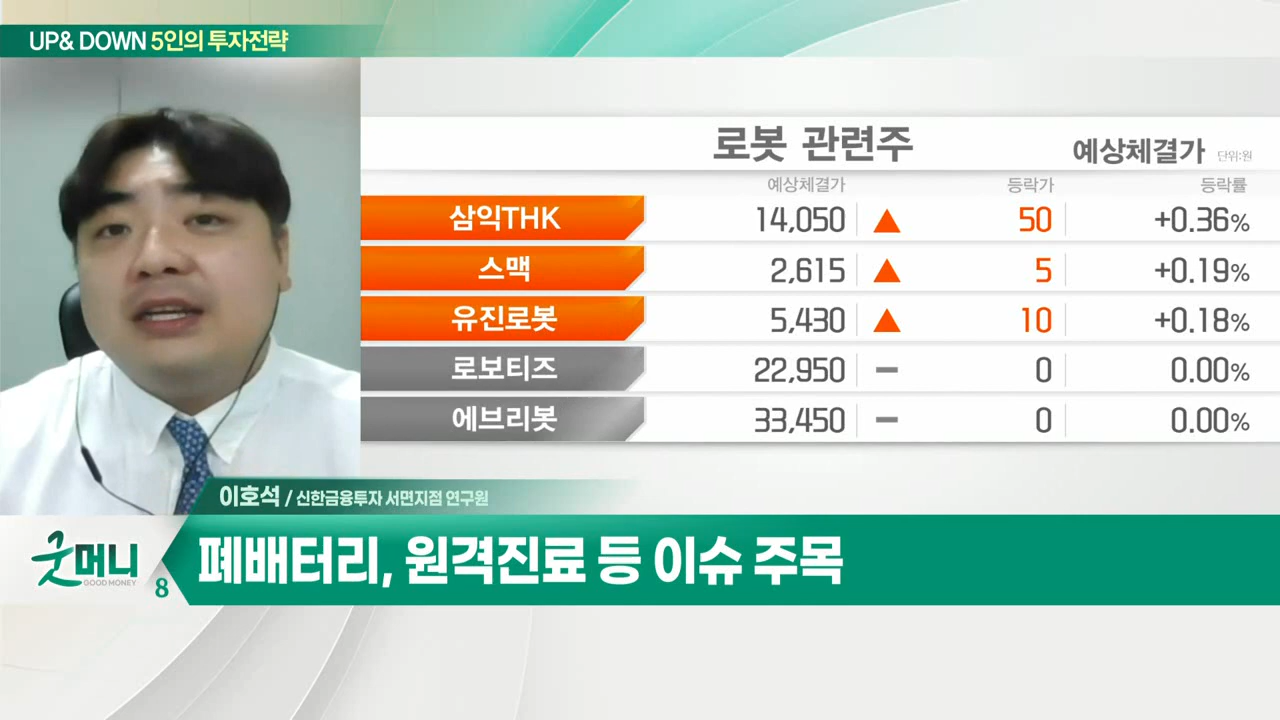 UP& DOWN 5인의 투자전략
로봇 관련주 예상체결가 단위:원
예상체결가 등락가 등락률
삼익THK 14,050 ▲ 50 +0.36%
스맥 2,615 ▲ 5 +0.19%
유진로봇 5,430 ▲ 10 +0.18%
로보티즈 22,950 - 0 0.00%
에브리봇 33,450 - 0 0.00%
이호석 / 신한금융투자 서면지점 연구원
굿머니 GOOD MONEY 8
폐배터리, 원격진료 등 이슈 주목